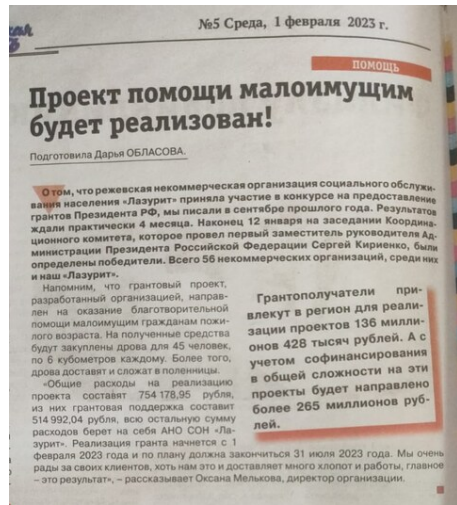 №5 Среда, 1 февраля 2023 г.
ПОМОЩЬ
Проект помощи малоимущим
будет реализован!
Подготовила Дарья ОБЛАСОВА.
О том, что режевская некоммерческая организация социального обслужи-
вания населения «Лазурит» приняла участие в конкурсе на предоставление
грантов Президента РФ, мы писали в сентябре прошлого года. Результатов
ждали практически 4 месяца. Наконец 12 января на заседании Координа-
ционного комитета, которое провел первый заместитель руководителя Ад-
министрации Президента Российской Федерации Сергей Кириенко, были
определены победители. Всего 56 некоммерческих организаций, среди них
и наш «Лазурит».
Напомним, что грантовый проект,
разработанный организацией, направ-
лен на оказание благотворительной
помощи малоимущим гражданам пожи-
лого возраста. На полученные средства
будут закуплены дрова для 45 человек,
по 6 кубометров каждому. Более того,
дрова доставят и сложат в поленницы.
«Общие расходы на реализацию
проекта составят 754 178,95 рубля,
из них грантовая поддержка составит
514 992,04 рубля, всю остальную сумму
расходов берет на себя АНО СОН «Ла-
зурит». Реализация гранта начнется с 1
февраля 2023 года и по плану должна закончиться 31 июля 2023 года. Мы очень
рады за своих клиентов, хоть нам это и доставляет много хлопот и работы, главное
– это результат», – рассказывает Оксана Мелькова, директор организации.
Грантополучатели при-
влекут в регион для реали-
зации проектов 136 милли-
онов 428 тысяч рублей. А с
учетом софинансирования
в общей сложности на эти
проекты будет направлено
более 265 миллионов руб-
лей.